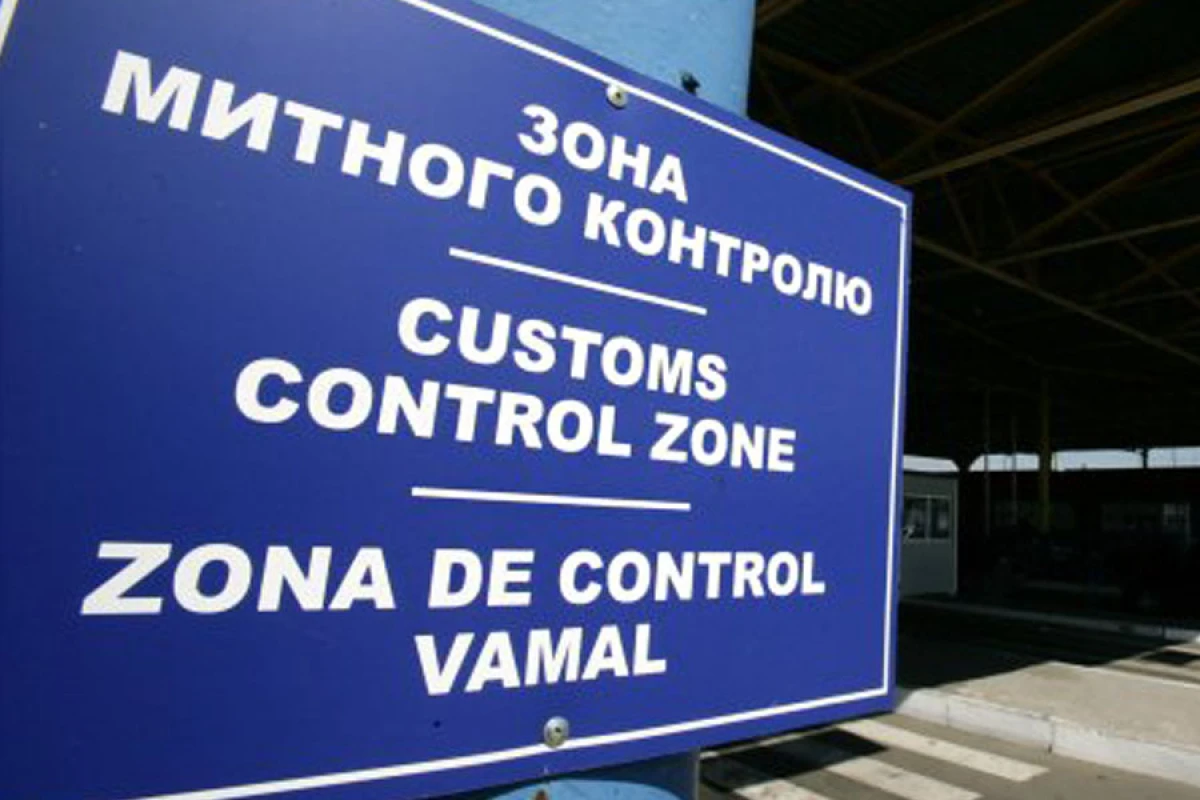 ЗОНА
МИТНОГО КОНТРОЛЮ
CUSTOMS
CONTROL ZONE
ZONA DE CONTROL
VAMAL